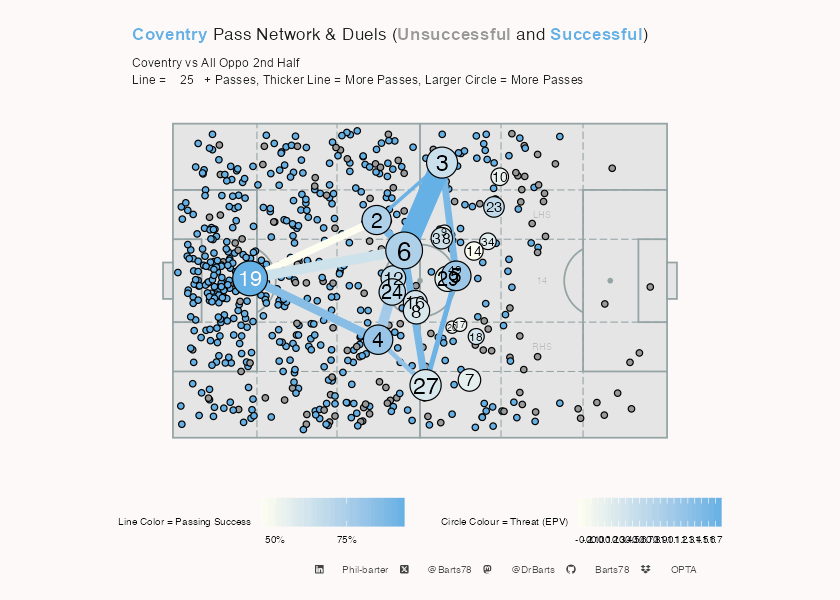 Coventry Pass Network & Duels (Unsuccessful and Successful)
Coventry vs All Oppo 2nd Half
Line = 25 + Passes, Thicker Line = More Passes, Larger Circle = More Passes
3
10
2
23
LHS
6
38
34
14
19
12
29
14
24
16
8
18
4
RHS
27
7
Line Color = Passing Success
Circle Colour = Threat (EPV)
50%
75%
Phil-barter
@Barts78
@DrBarts
Barts78
OPTA